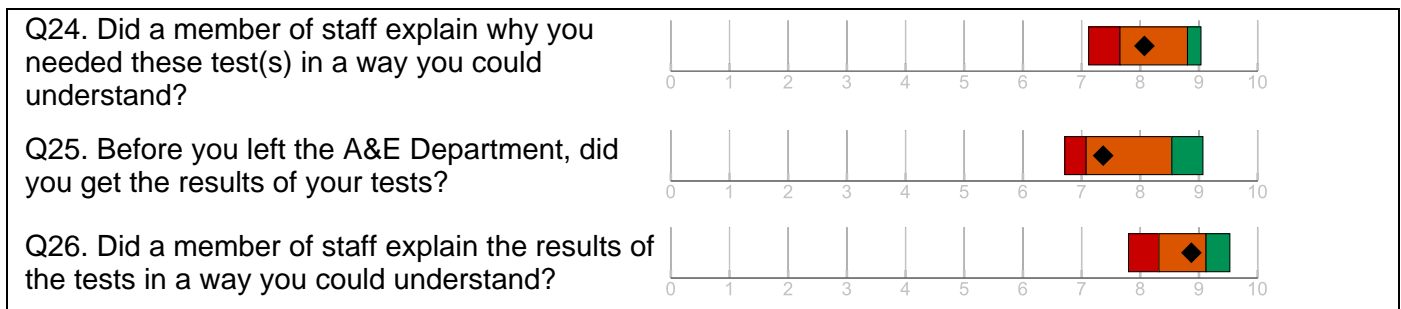 Q24. Did a member of staff explain why you
needed these test(s) in a way you could
understand?
0 1 2 3 4 5 6 7 8 9 10
Q25. Before you left the A&E Department, did
you get the results of your tests?
0 1 2 3 4 5 6 7 8 9 10
Q26. Did a member of staff explain the results of
the tests in a way you could understand?
0 1 2 3 4 5 6 7 8 9 10